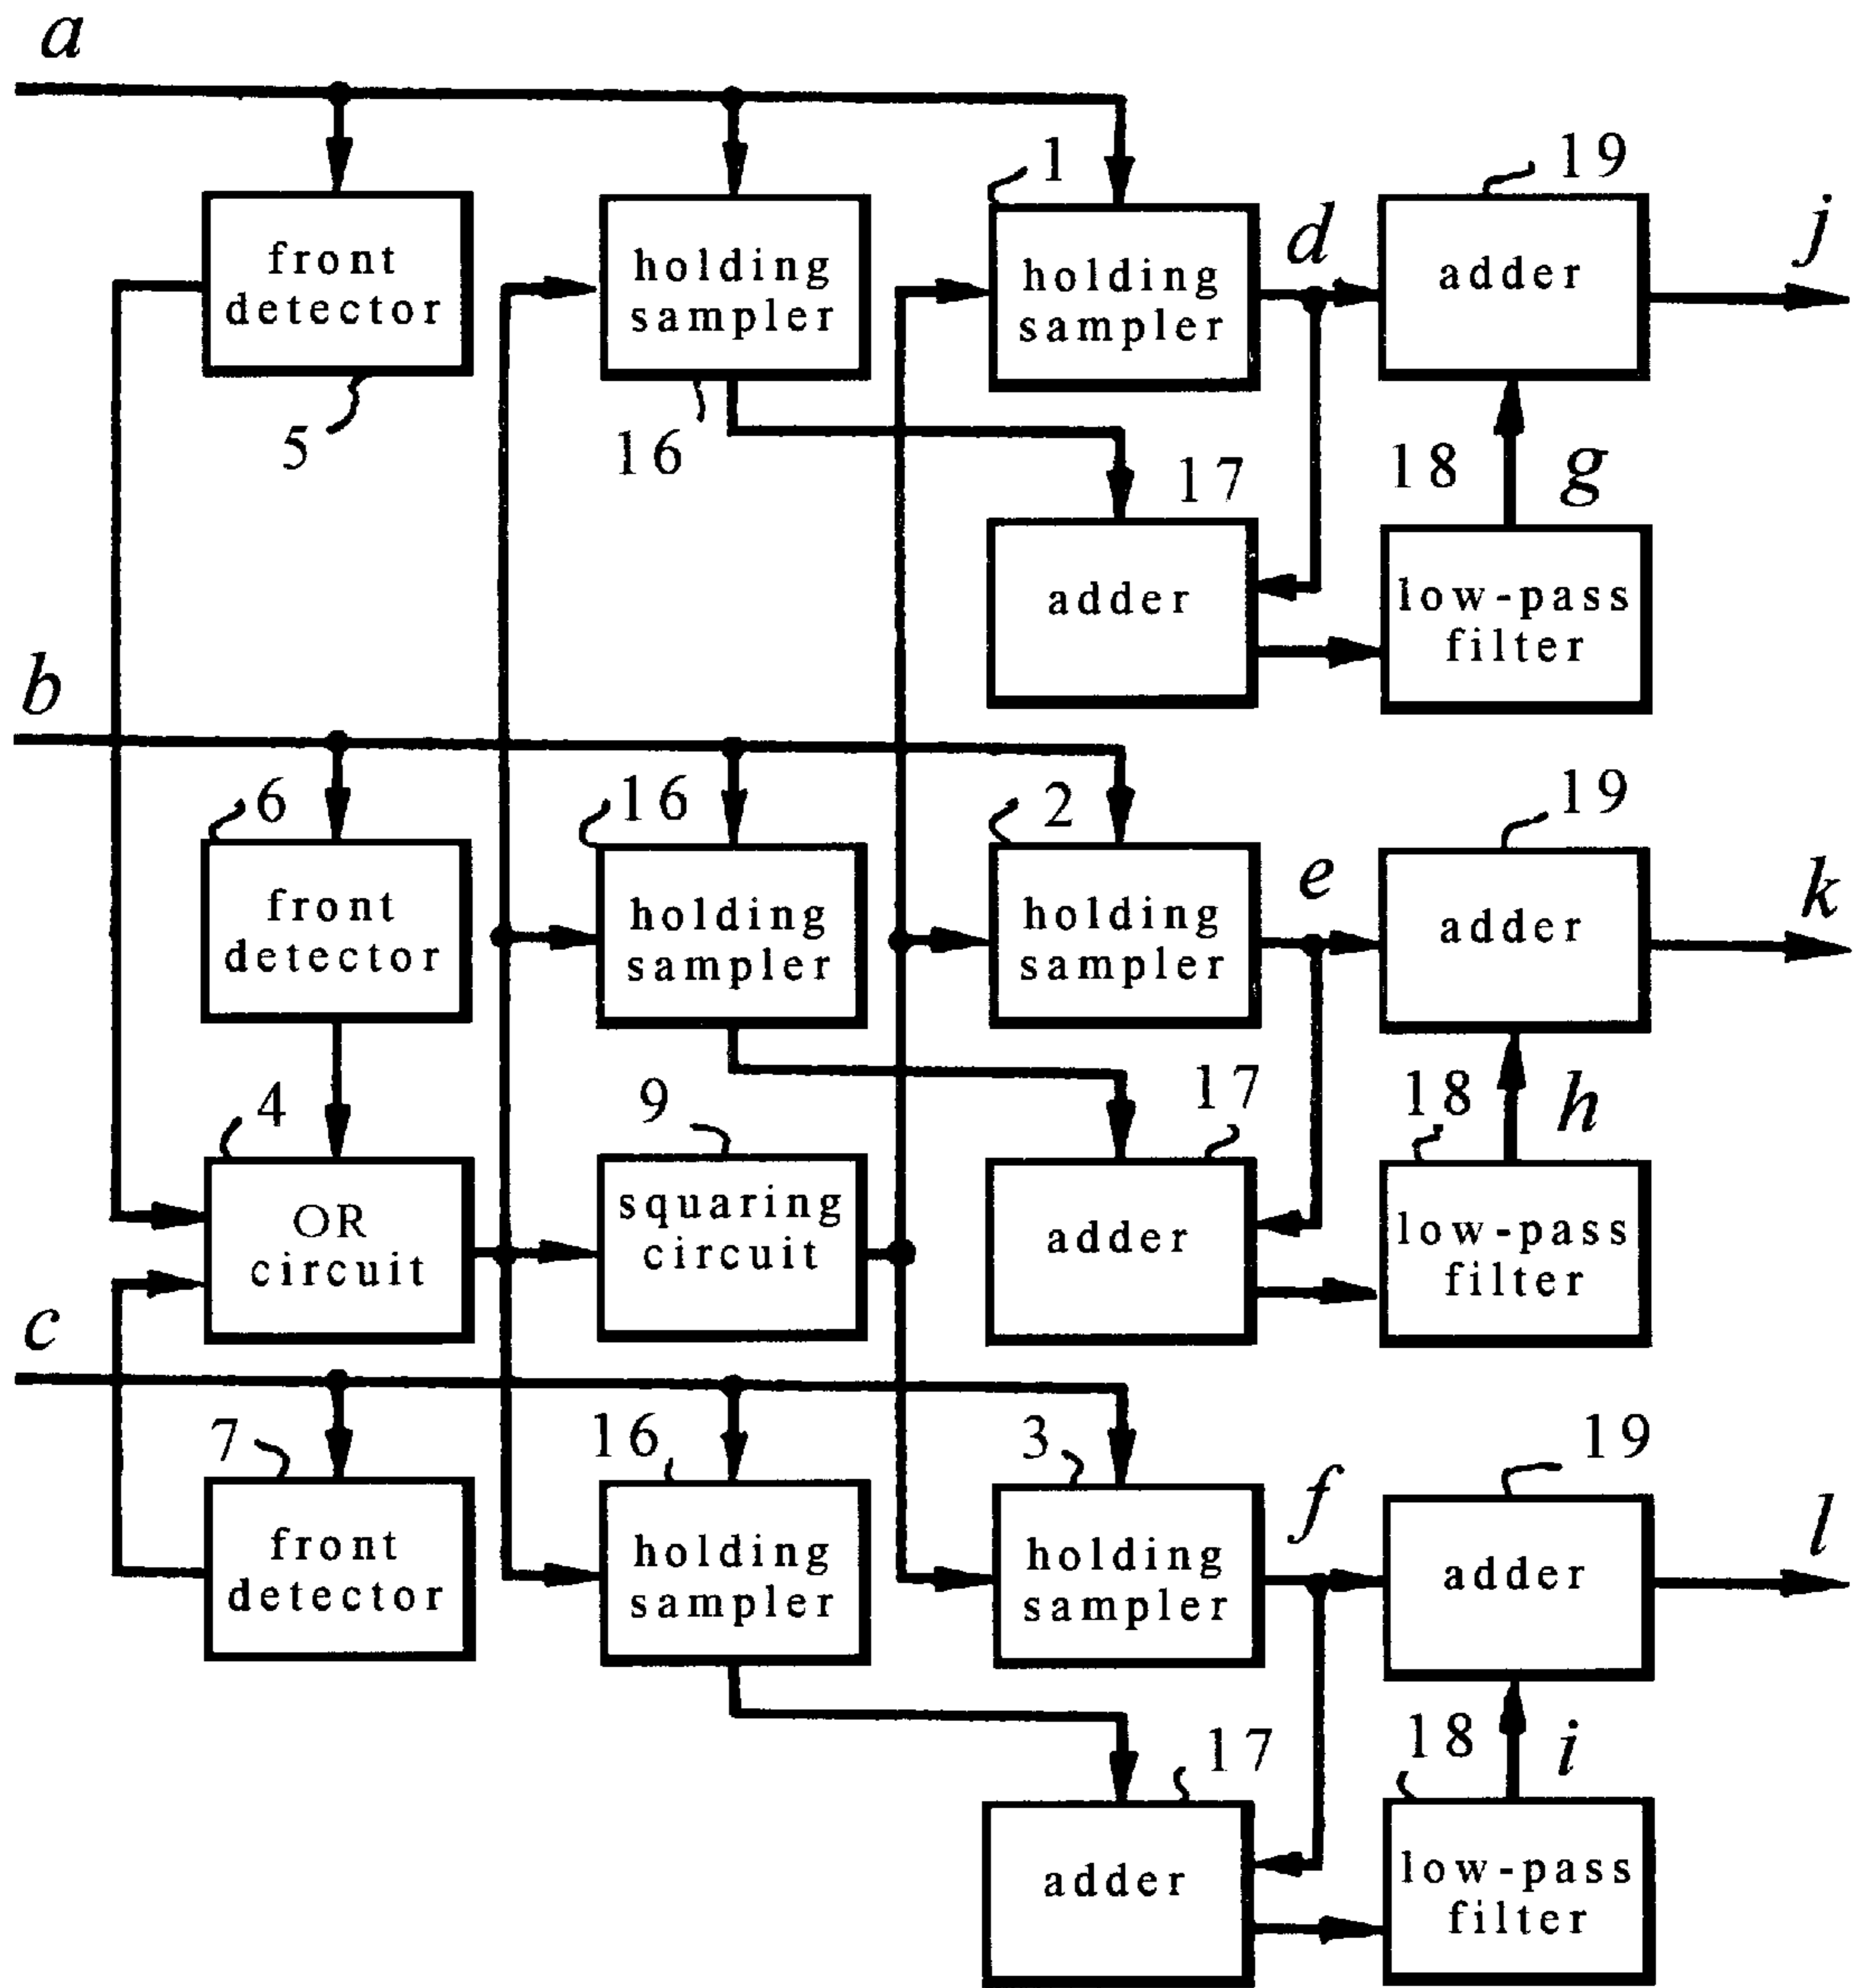 a
1
19
front
detector
holding
sampler
holding
sampler
d
adder
j
5
16
17
18
g
adder
low-pass
filter
b
6
16
2
19
front
detector
holding
sampler
holding
sampler
e
adder
k
4
9
17
18
h
OR
circuit
squaring
circuit
adder
low-pass
filter
c
7
16
3
19
front
detector
holding
sampler
holding
sampler
f
adder
l
17
18
i
adder
low-pass
filter